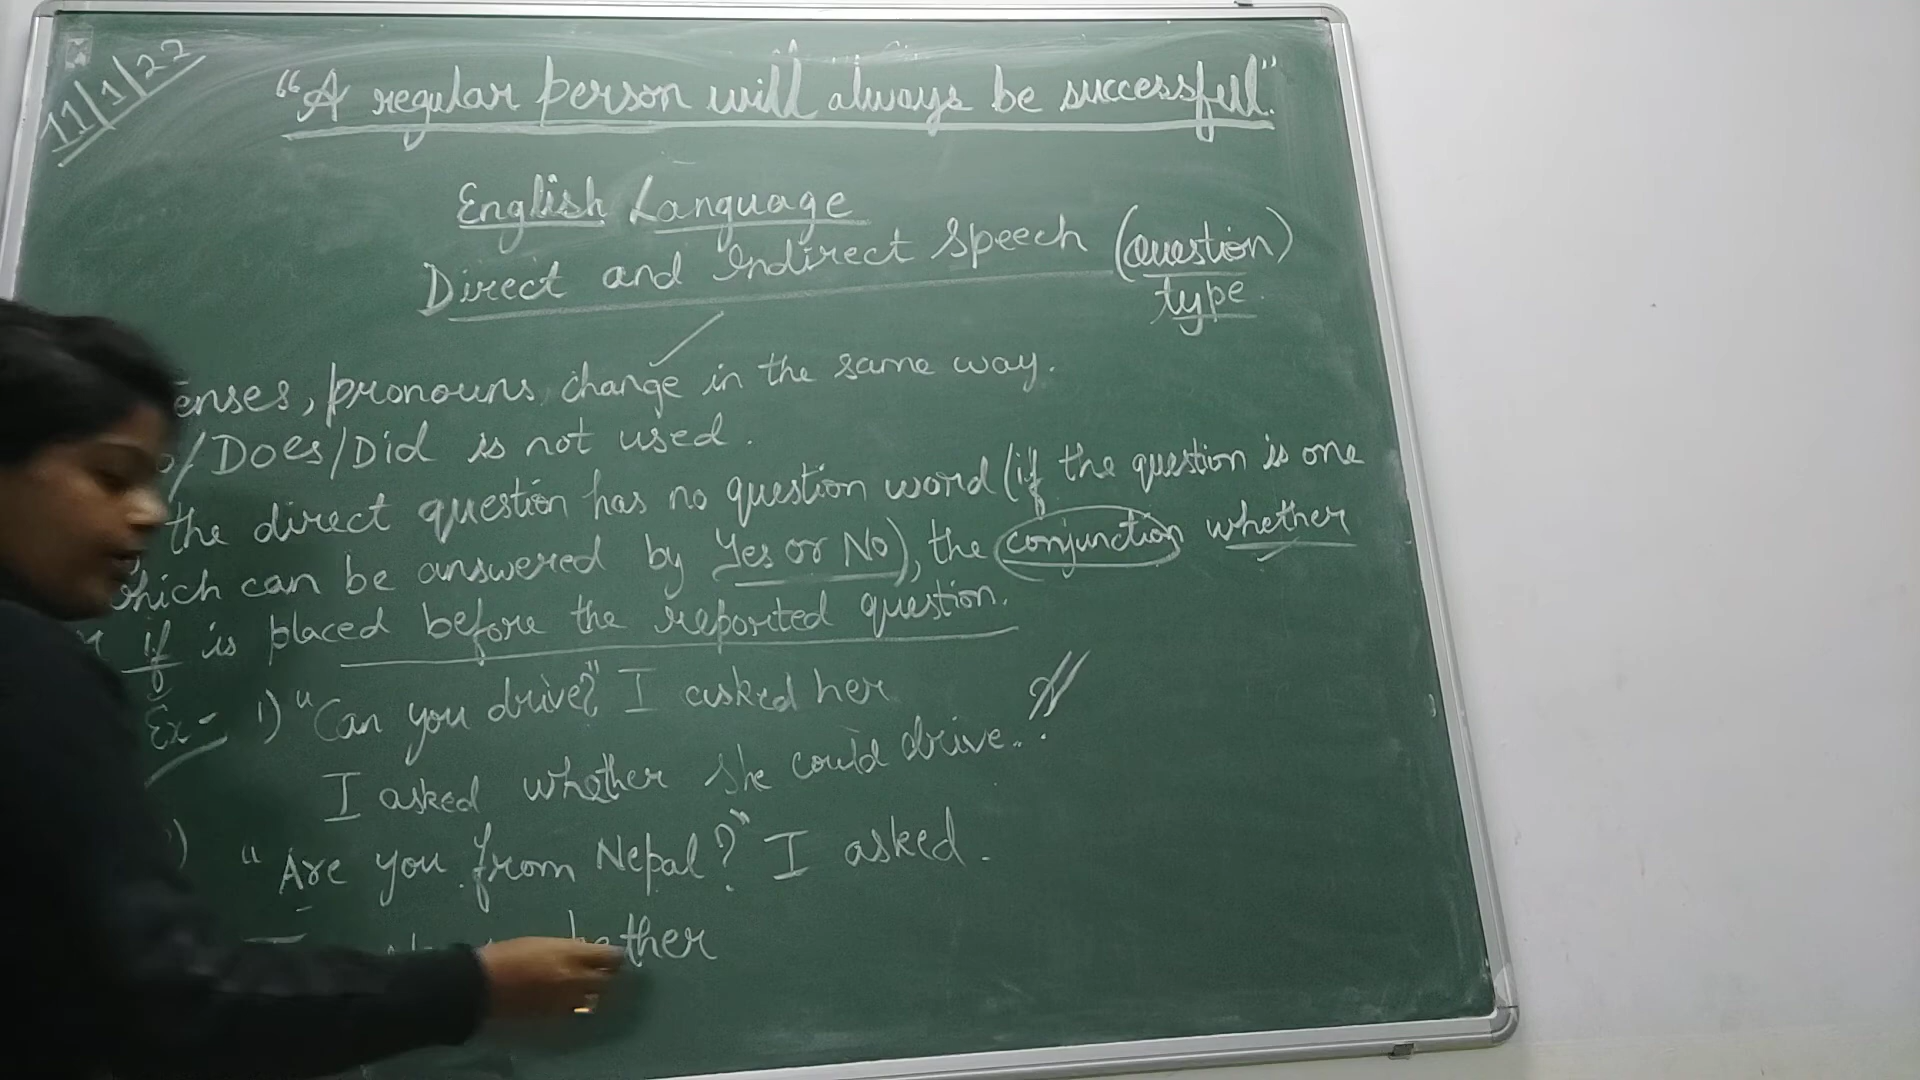 11/1/22
"A regular person will always be successfull."
English Language
Direct and Indirect Speech (Question)
type
enses, pronouns change in the same way.
o/Does/Did is not used.
the direct question has no question word (if the question is one
which can be answered by Yes or No), the conjunction whether
if is placed before the reported question.
Ex- 1) "Can you drive?" I asked her
I asked whether she could drive.
) "Are you from Nepal?" I asked.
ther